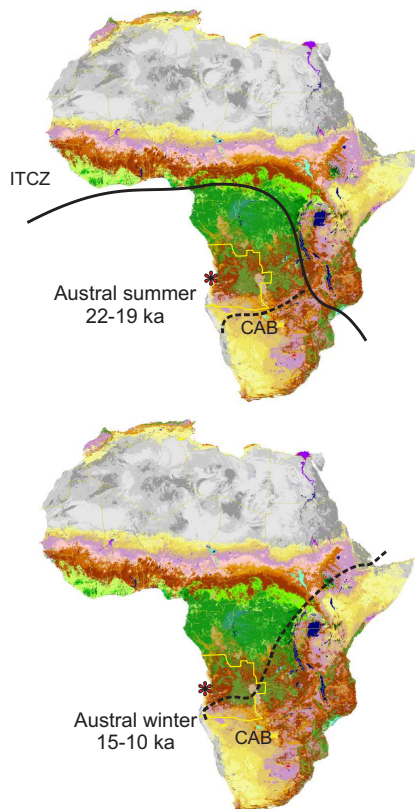 ITCZ
Austral summer
22-19 ka
CAB
Austral winter
15-10 ka
CAB